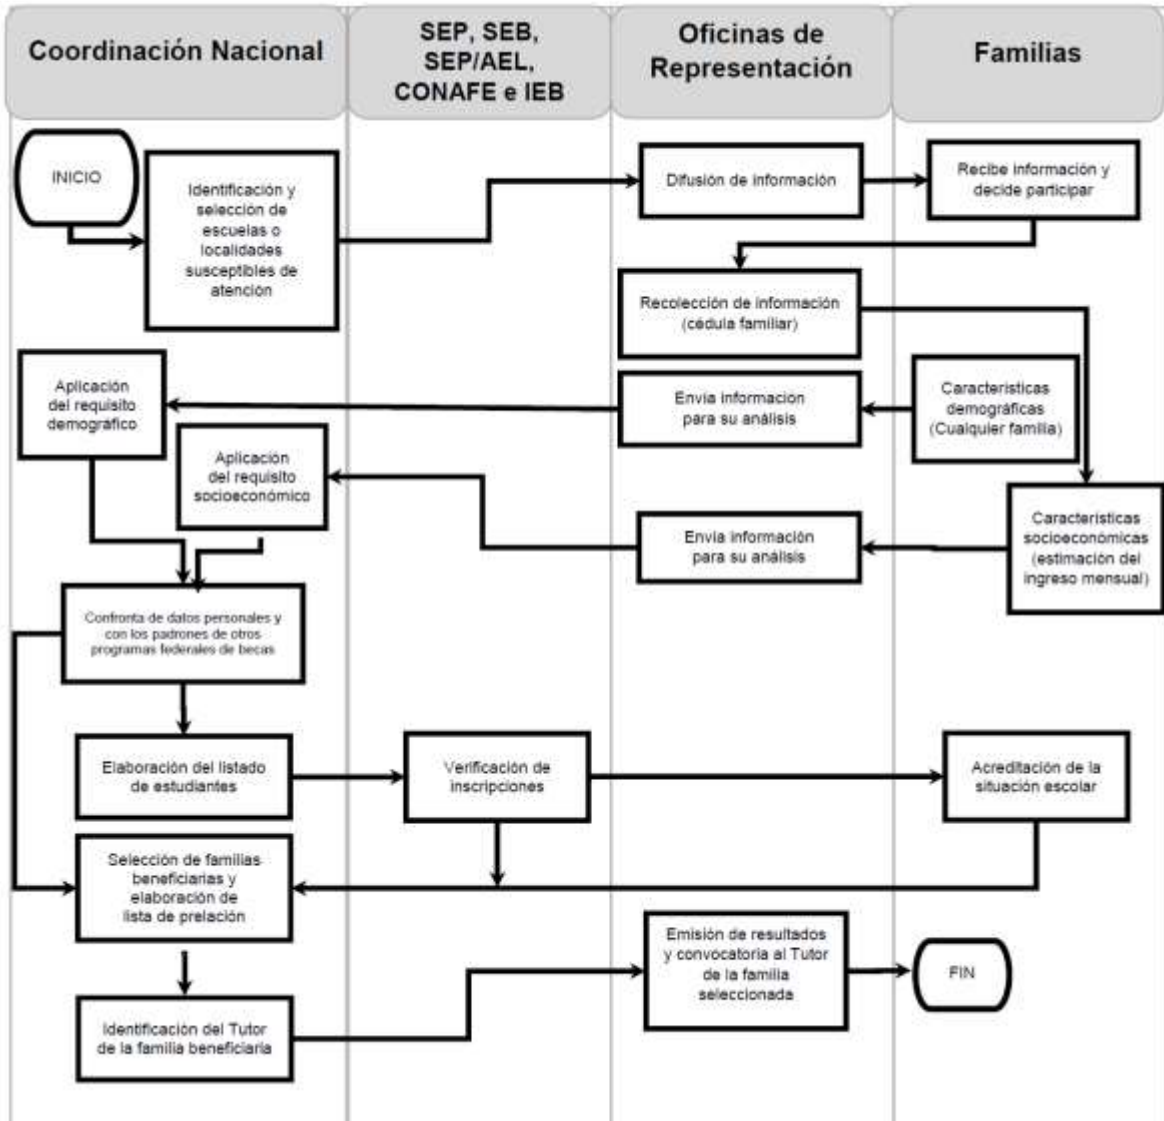 Coordinación Nacional
SEP, SEB,
SEP/AEL,
CONAFE e IEB
Oficinas de
Representación
Familias
INICIO
Identificación y
selección de
escuelas o
localidades
susceptibles de
atención
Difusión de información
Recibe información y
decide participar
Recolección de información
(cédula familiar)
Aplicación
del requisito
demográfico
Envía información
para su análisis
Características
demográficas
(Cualquier familia)
Aplicación
del requisito
socioeconómico
Envía información
para su análisis
Características
socioeconómicas
(estimación del
ingreso mensual)
Confronta de datos personales y
con los padrones de otros
programas federales de becas
Elaboración del listado
de estudiantes
Verificación de
inscripciones
Acreditación de la
situación escolar
Selección de familias
beneficiarias y
elaboración de
lista de prelación
Emisión de resultados
y convocatoria al Tutor
de la familia
seleccionada
FIN
Identificación del Tutor
de la familia beneficiaria